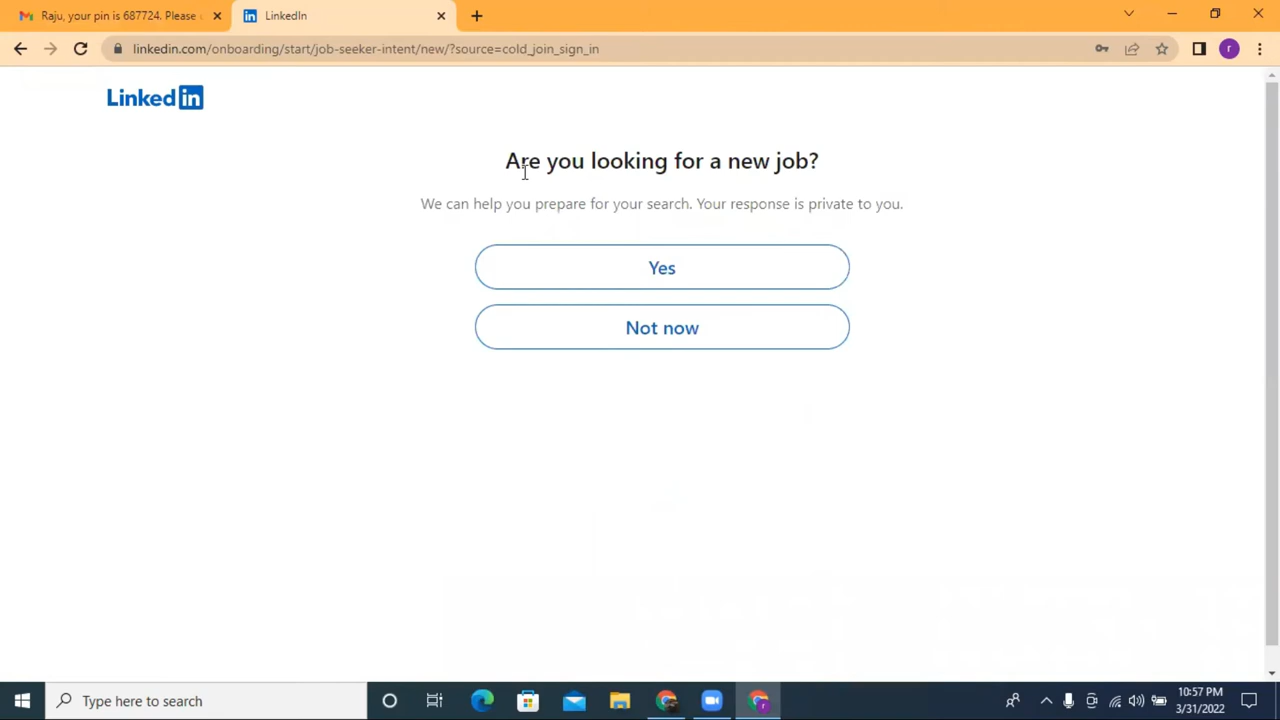 Raju, your pin is 687724. Please
LinkedIn
linkedin.com/onboarding/start/job-seeker-intent/new/?source=cold_join_sign_in
r
Linked in
Are you looking for a new job?
We can help you prepare for your search. Your response is private to you.
Yes
Not now
Type here to search
10:57 PM
3/31/2022